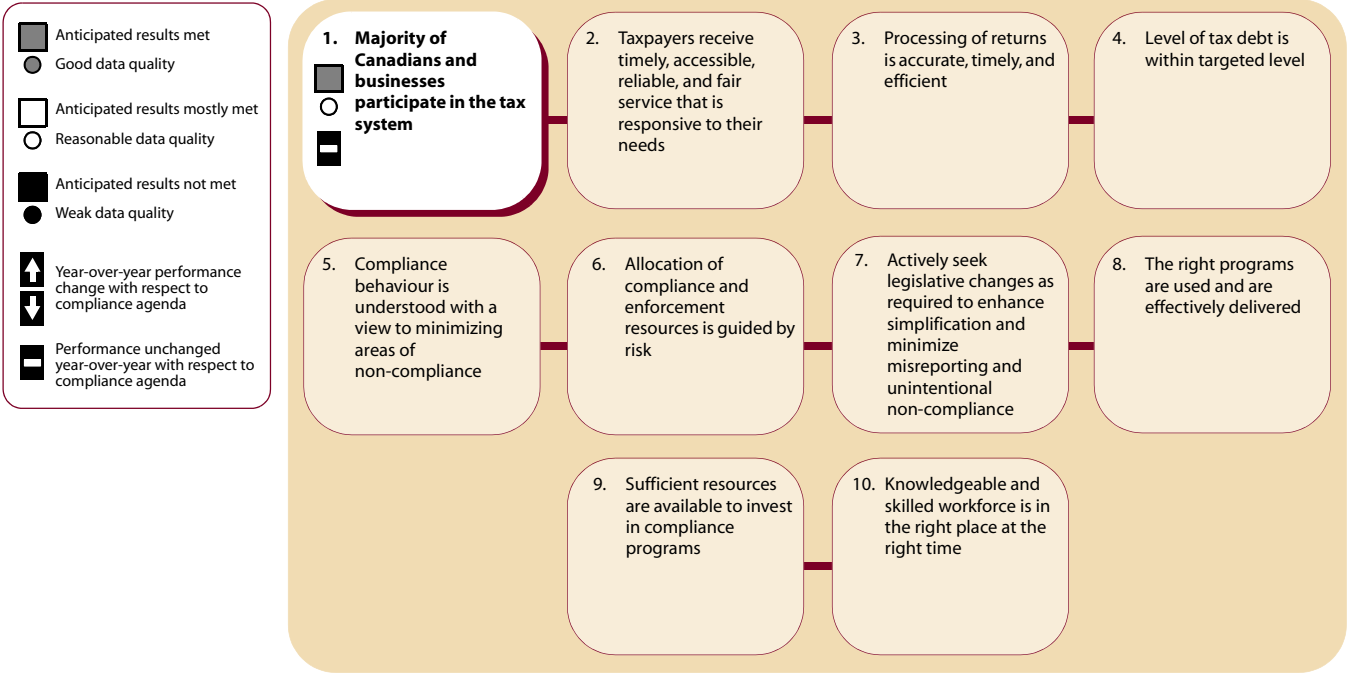 Anticipated results met
Good data quality
Anticipated results mostly met
Reasonable data quality
Anticipated results not met
Weak data quality
Year-over-year performance
change with respect to
compliance agenda
Performance unchanged
year-over-year with respect to
compliance agenda
1. Majority of
Canadians and
businesses
participate in the tax
system
2. Taxpayers receive
timely, accessible,
reliable, and fair
service that is
responsive to their
needs
3. Processing of returns
is accurate, timely, and
efficient
4. Level of tax debt is
within targeted level
5. Compliance
behaviour is
understood with a
view to minimizing
areas of
non-compliance
6. Allocation of
compliance and
enforcement
resources is guided by
risk
7. Actively seek
legislative changes as
required to enhance
simplification and
minimize
misreporting and
unintentional
non-compliance
8. The right programs
are used and are
effectively delivered
9. Sufficient resources
are available to invest
in compliance
programs
10. Knowledgeable and
skilled workforce is in
the right place at the
right time